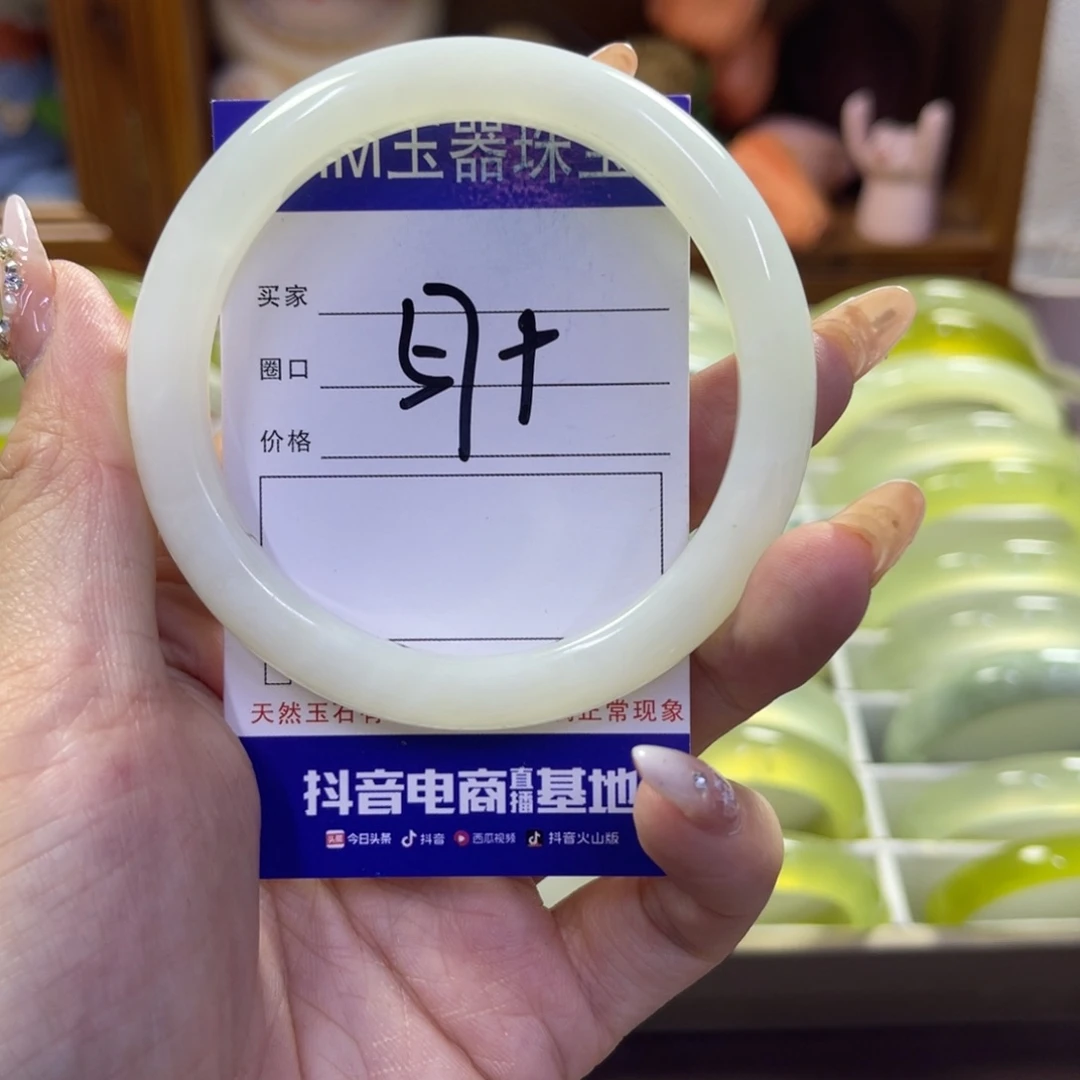 M玉器珠宝
买家
圈口
价格
天然玉石有
正常现象
抖音电商直播基地
今日头条 抖音 西瓜视频 抖音火山版